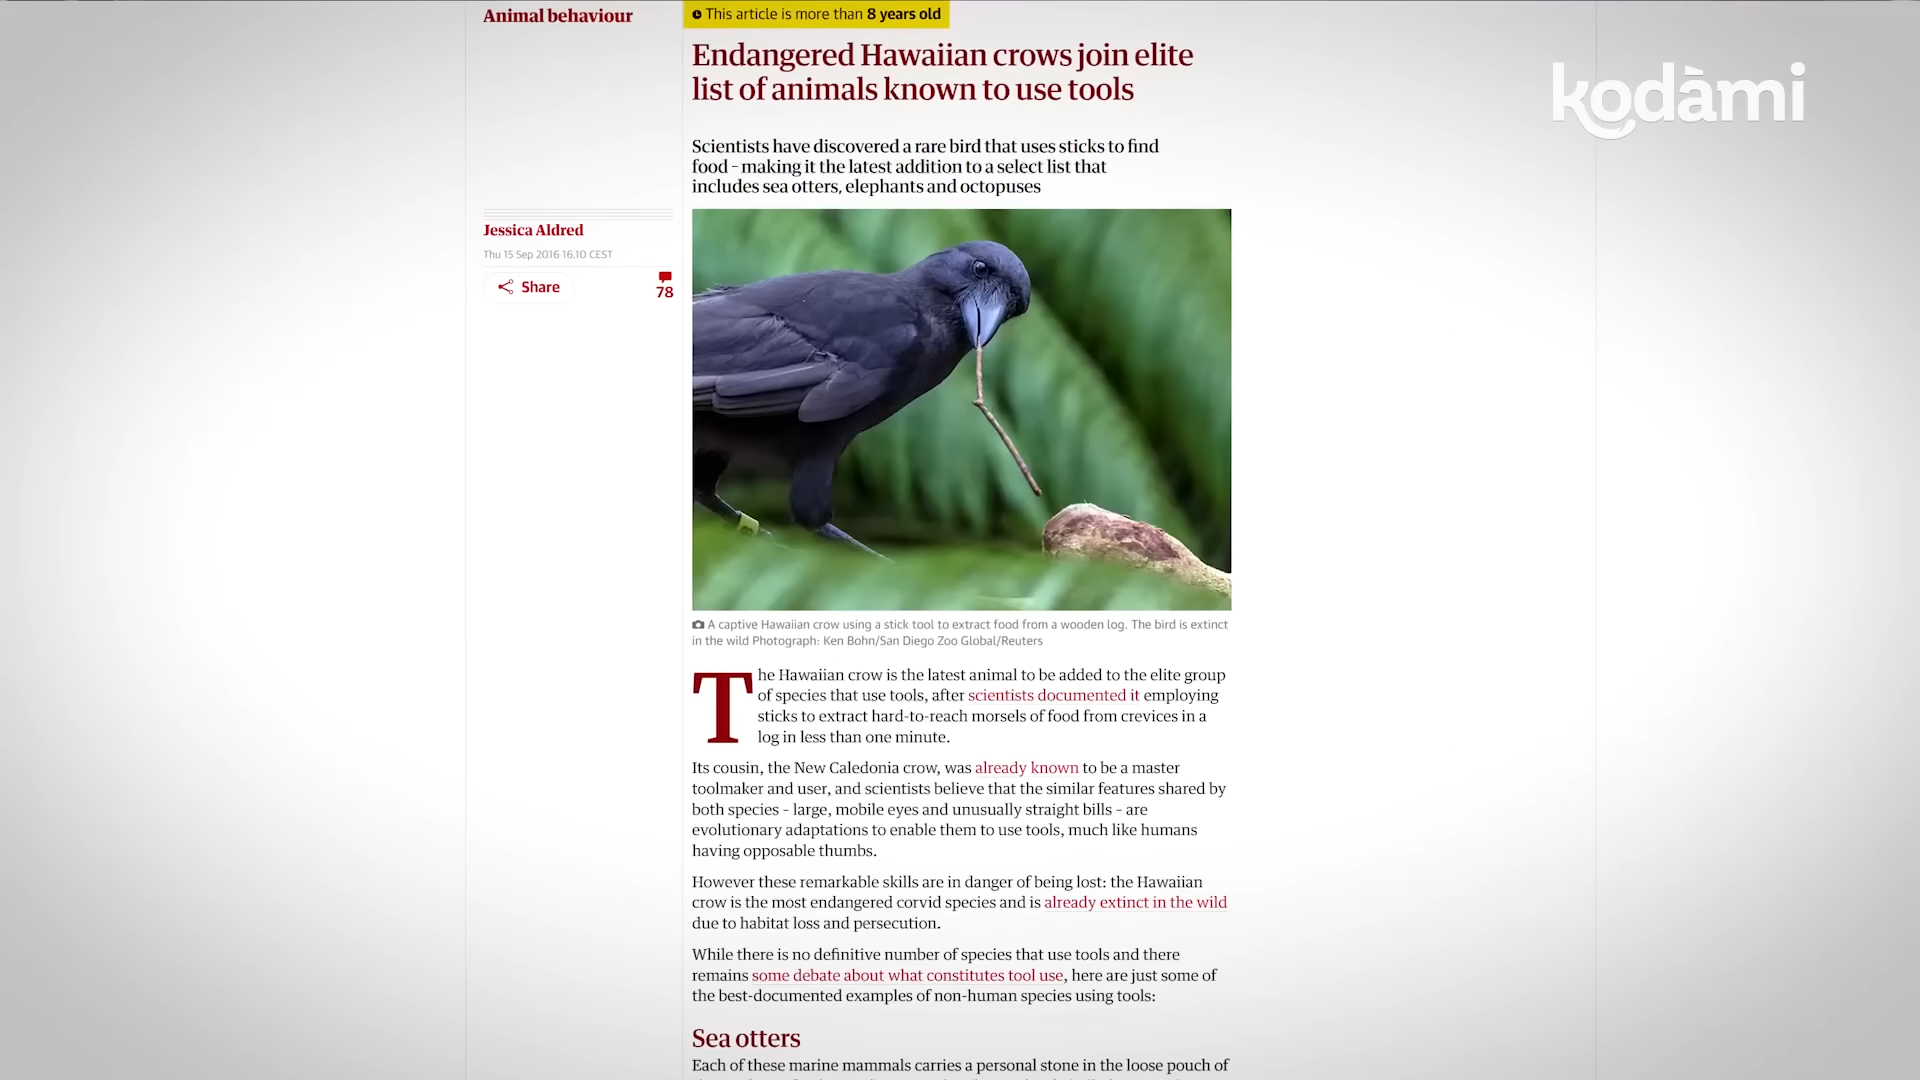 Animal behaviour
This article is more than 8 years old
Endangered Hawaiian crows join elite
list of animals known to use tools
kodàmi
Scientists have discovered a rare bird that uses sticks to find
food – making it the latest addition to a select list that
includes sea otters, elephants and octopuses
Jessica Aldred
Thu 15 Sep 2016 16.10 CEST
Share
78
A captive Hawaiian crow using a stick tool to extract food from a wooden log. The bird is extinct
in the wild Photograph: Ken Bohn/San Diego Zoo Global/Reuters
The Hawaiian crow is the latest animal to be added to the elite group
of species that use tools, after scientists documented it employing
sticks to extract hard-to-reach morsels of food from crevices in a
log in less than one minute.
Its cousin, the New Caledonia crow, was already known to be a master
toolmaker and user, and scientists believe that the similar features shared by
both species – large, mobile eyes and unusually straight bills – are
evolutionary adaptations to enable them to use tools, much like humans
having opposable thumbs.
However these remarkable skills are in danger of being lost: the Hawaiian
crow is the most endangered corvid species and is already extinct in the wild
due to habitat loss and persecution.
While there is no definitive number of species that use tools and there
remains some debate about what constitutes tool use, here are just some of
the best-documented examples of non-human species using tools:
Sea otters
Each of these marine mammals carries a personal stone in the loose pouch of